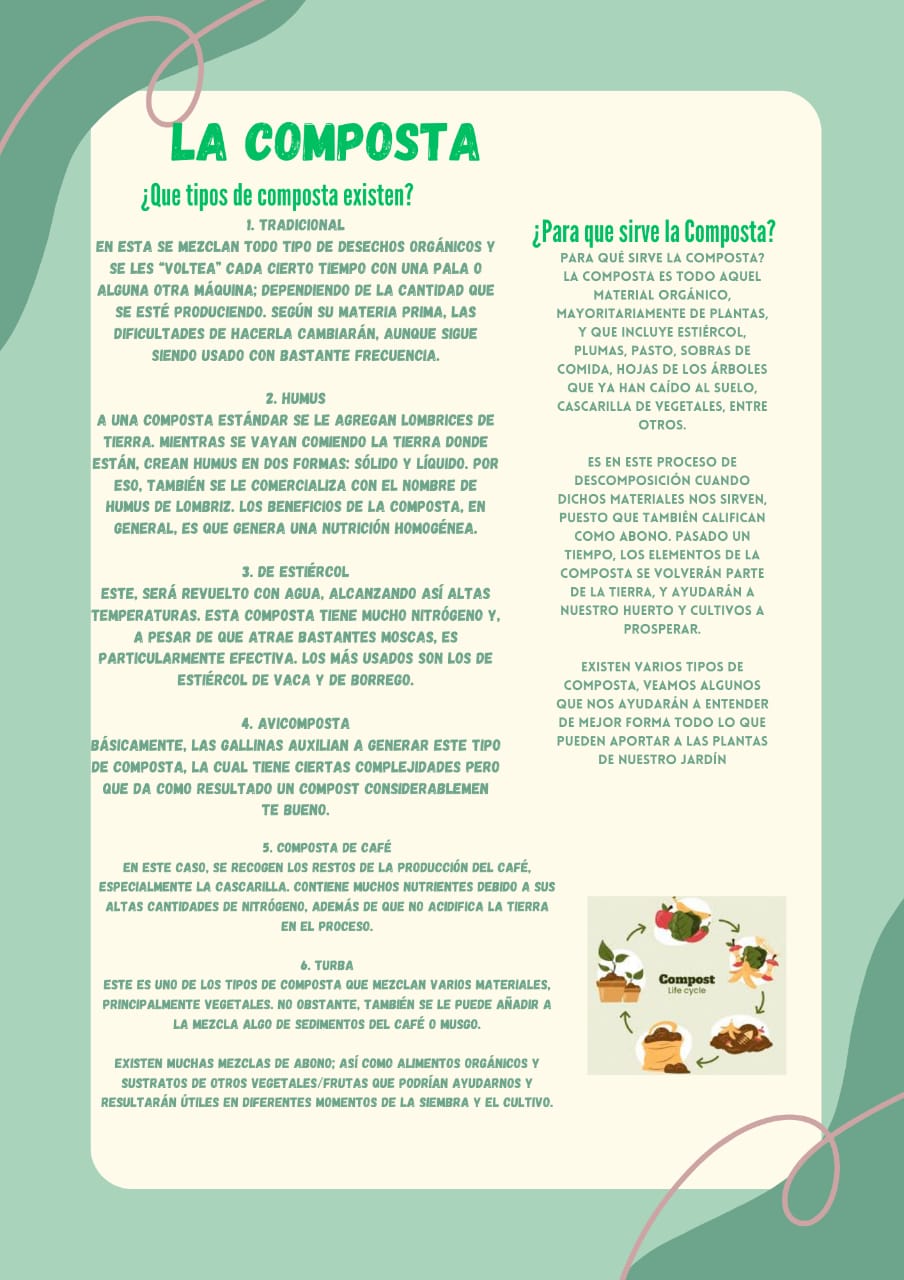 LA COMPOSTA
¿Que tipos de composta existen?
1. TRADICIONAL
EN ESTA SE MEZCLAN TODO TIPO DE DESECHOS ORGÁNICOS Y
SE LES “VOLTEA” CADA CIERTO TIEMPO CON UNA PALA O
ALGUNA OTRA MÁQUINA; DEPENDIENDO DE LA CANTIDAD QUE
SE ESTÉ PRODUCIENDO. SEGÚN SU MATERIA PRIMA, LAS
DIFICULTADES DE HACERLA CAMBIARÁN, AUNQUE SIGUE
SIENDO USADO CON BASTANTE FRECUENCIA.
2. HUMUS
A UNA COMPOSTA ESTÁNDAR SE LE AGREGAN LOMBRICES DE
TIERRA. MIENTRAS SE VAYAN COMIENDO LA TIERRA DONDE
ESTÁN, CREAN HUMUS EN DOS FORMAS: SÓLIDO Y LÍQUIDO. POR
ESO, TAMBIÉN SE LE COMERCIALIZA CON EL NOMBRE DE
HUMUS DE LOMBRIZ. LOS BENEFICIOS DE LA COMPOSTA, EN
GENERAL, ES QUE GENERA UNA NUTRICIÓN HOMOGÉNEA.
3. DE ESTIÉRCOL
ESTE, SERÁ REVUELTO CON AGUA, ALCANZANDO ASÍ ALTAS
TEMPERATURAS. ESTA COMPOSTA TIENE MUCHO NITRÓGENO Y,
A PESAR DE QUE ATRAE BASTANTES MOSCAS, ES
PARTICULARMENTE EFECTIVA. LOS MÁS USADOS SON LOS DE
ESTIÉRCOL DE VACA Y DE BORREGO.
4. AVICOMPOSTA
BÁSICAMENTE, LAS GALLINAS AUXILIAN A GENERAR ESTE TIPO
DE COMPOSTA, LA CUAL TIENE CIERTAS COMPLEJIDADES PERO
QUE DA COMO RESULTADO UN COMPOST CONSIDERABLEMEN
TE BUENO.
5. COMPOSTA DE CAFÉ
EN ESTE CASO, SE RECOGEN LOS RESTOS DE LA PRODUCCIÓN DEL CAFÉ,
ESPECIALMENTE LA CASCARILLA. CONTIENE MUCHOS NUTRIENTES DEBIDO A SUS
ALTAS CANTIDADES DE NITRÓGENO, ADEMÁS DE QUE NO ACIDIFICA LA TIERRA
EN EL PROCESO.
6. TURBA
ESTE ES UNO DE LOS TIPOS DE COMPOSTA QUE MEZCLAN VARIOS MATERIALES,
PRINCIPALMENTE VEGETALES. NO OBSTANTE, TAMBIÉN SE LE PUEDE AÑADIR A
LA MEZCLA ALGO DE SEDIMENTOS DEL CAFÉ O MUSGO.
EXISTEN MUCHAS MEZCLAS DE ABONO; ASÍ COMO ALIMENTOS ORGÁNICOS Y
SUSTRATOS DE OTROS VEGETALES/FRUTAS QUE PODRÍAN AYUDARNOS Y
RESULTARÁN ÚTILES EN DIFERENTES MOMENTOS DE LA SIEMBRA Y EL CULTIVO.
¿Para que sirve la Composta?
PARA QUÉ SIRVE LA COMPOSTA?
LA COMPOSTA ES TODO AQUEL
MATERIAL ORGÁNICO,
MAYORITARIAMENTE DE PLANTAS,
Y QUE INCLUYE ESTIÉRCOL,
PLUMAS, PASTO, SOBRAS DE
COMIDA, HOJAS DE LOS ÁRBOLES
QUE YA HAN CAÍDO AL SUELO,
CASCARILLA DE VEGETALES, ENTRE
OTROS.
ES EN ESTE PROCESO DE
DESCOMPOSICIÓN CUANDO
DICHOS MATERIALES NOS SIRVEN,
PUESTO QUE TAMBIÉN CALIFICAN
COMO ABONO. PASADO UN
TIEMPO, LOS ELEMENTOS DE LA
COMPOSTA SE VOLVERÁN PARTE
DE LA TIERRA, Y AYUDARÁN A
NUESTRO HUERTO Y CULTIVOS A
PROSPERAR.
EXISTEN VARIOS TIPOS DE
COMPOSTA, VEAMOS ALGUNOS
QUE NOS AYUDARÁN A ENTENDER
DE MEJOR FORMA TODO LO QUE
PUEDEN APORTAR A LAS PLANTAS
DE NUESTRO JARDÍN
Compost
Life cycle